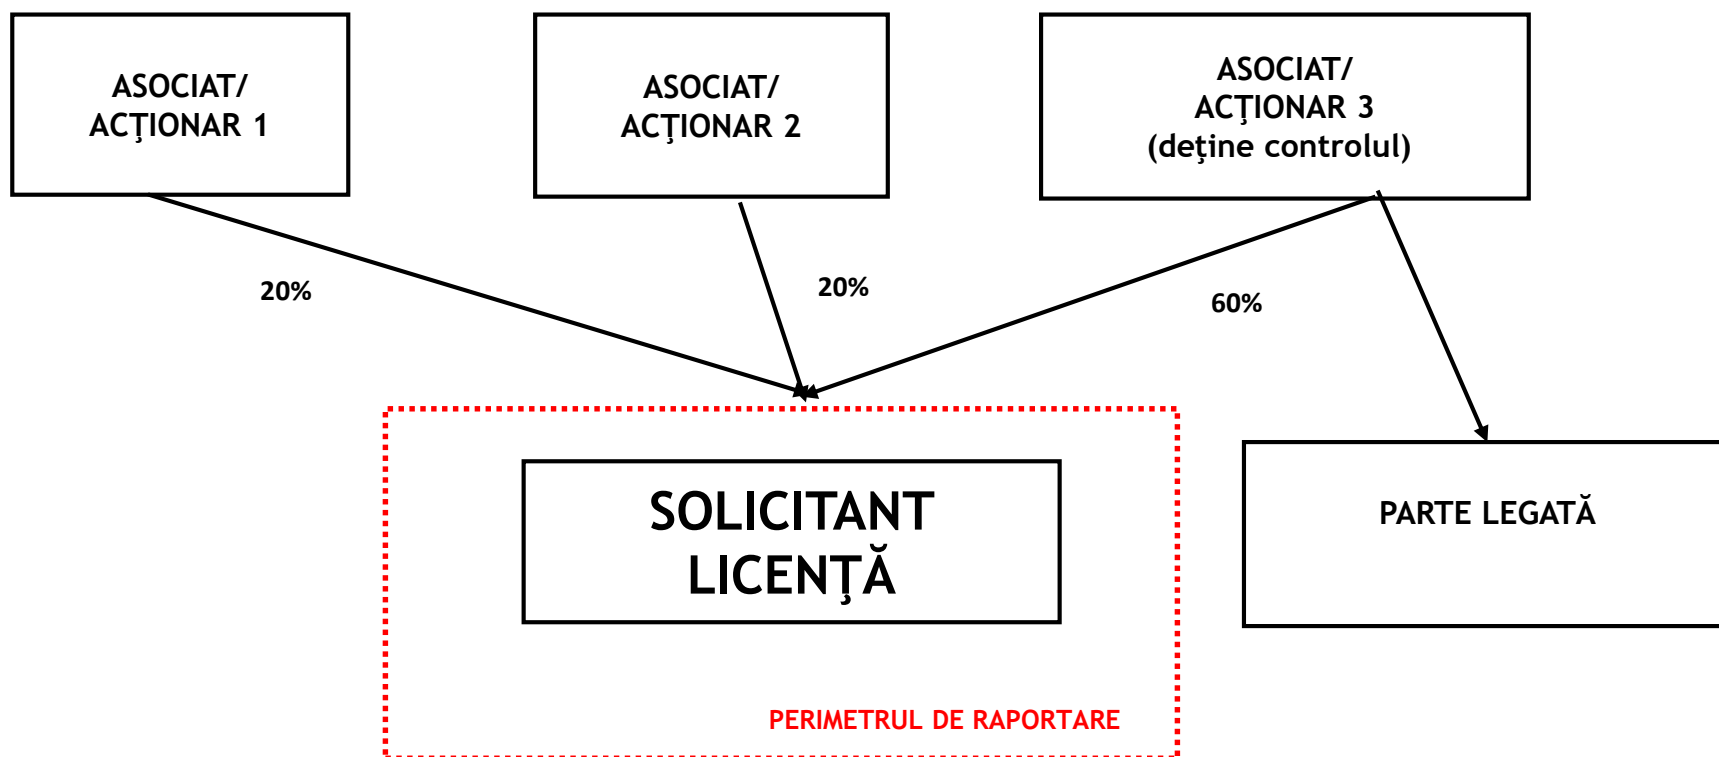 ASOCIAT/
ACŢIONAR 1
ASOCIAT/
ACŢIONAR 2
ASOCIAT/
ACŢIONAR 3
(deține controlul)
20%
20%
60%
SOLICITANT
LICENŢĂ
PARTE LEGATĂ
PERIMETRUL DE RAPORTARE